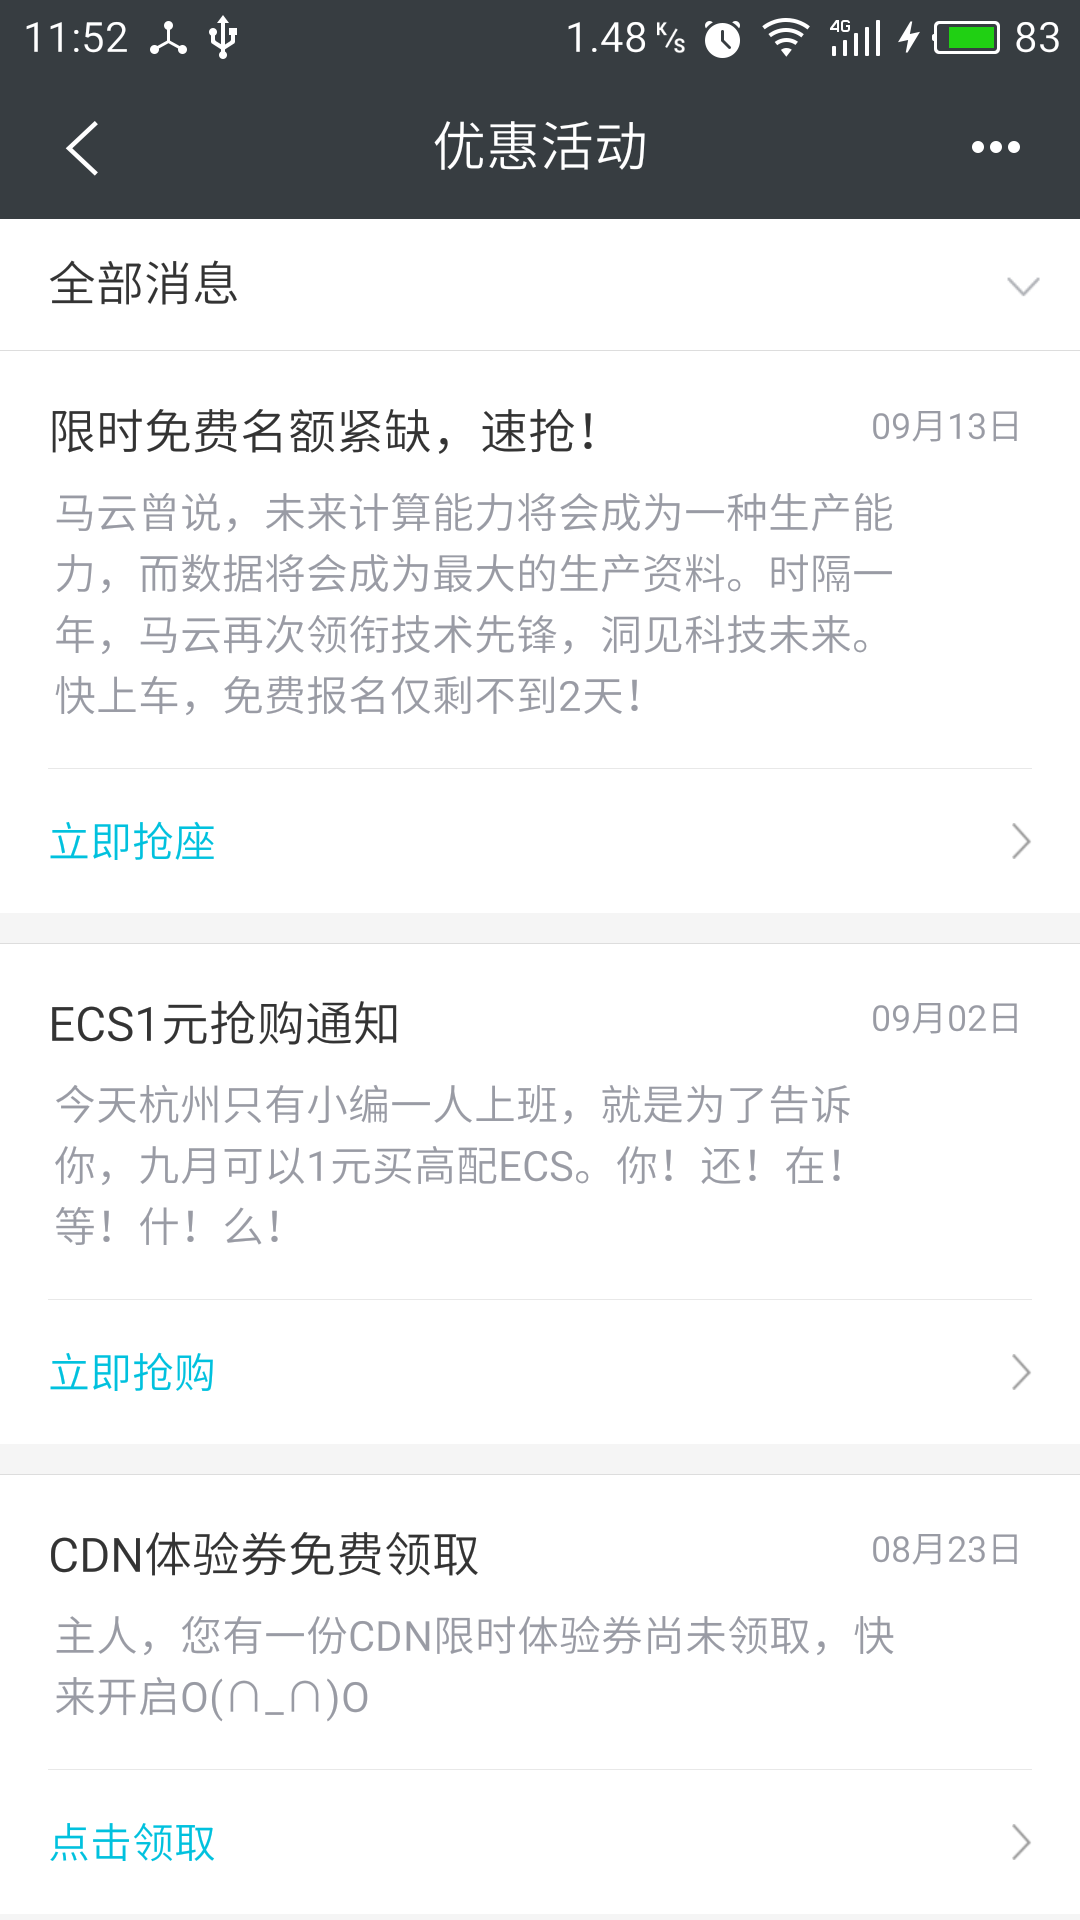 11:52 1.48 K/s 4G 83
优惠活动
全部消息
限时免费名额紧缺，速抢！ 09月13日
马云曾说，未来计算能力将会成为一种生产能
力，而数据将会成为最大的生产资料。时隔一
年，马云再次领衔技术先锋，洞见科技未来。
快上车，免费报名仅剩不到2天！
立即抢座
ECS1元抢购通知 09月02日
今天杭州只有小编一人上班，就是为了告诉
你，九月可以1元买高配ECS。你！还！在！
等！什！么！
立即抢购
CDN体验券免费领取 08月23日
主人，您有一份CDN限时体验券尚未领取，快
来开启O(∩_∩)O
点击领取